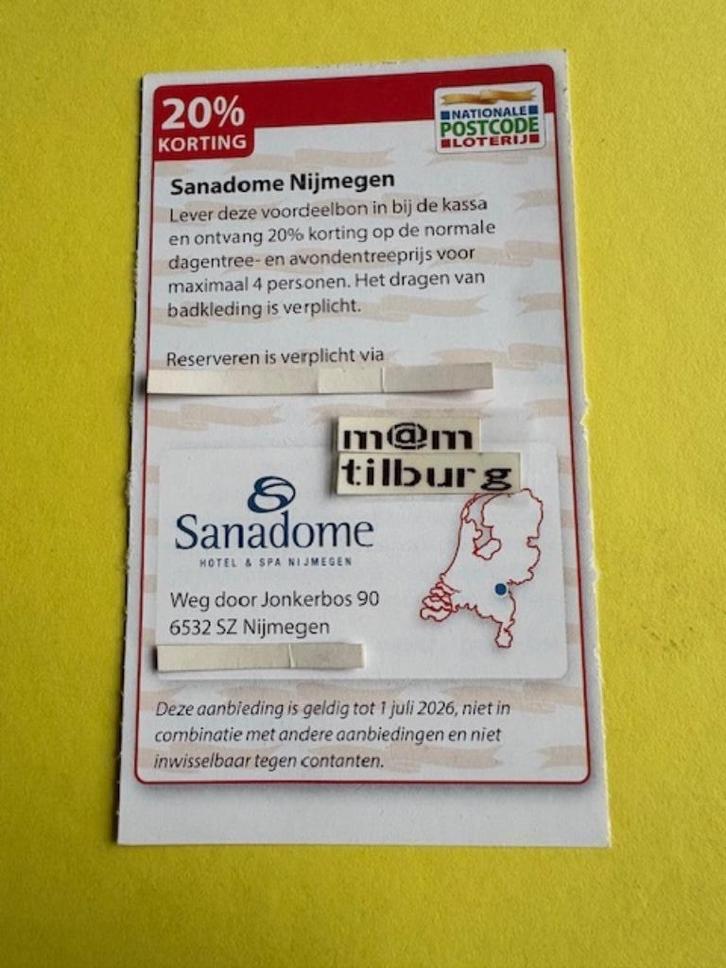 20%
KORTING
NATIONALE
POSTCODE
LOTERIJ
Sanadome Nijmegen
Lever deze voordeelbon in bij de kassa
en ontvang 20% korting op de normale
dagentree- en avondentreeprijs voor
maximaal 4 personen. Het dragen van
badkleding is verplicht.
Reserveren is verplicht via
m@m
tilburg
Sanadome
HOTEL & SPA NIJMEGEN
Weg door Jonkerbos 90
6532 SZ Nijmegen
Deze aanbieding is geldig tot 1 juli 2026, niet in
combinatie met andere aanbiedingen en niet
inwisselbaar tegen contanten.